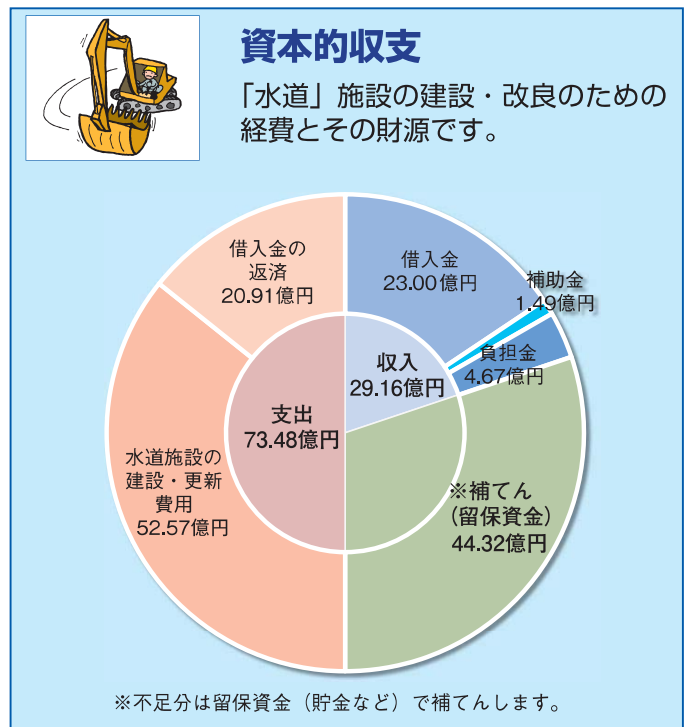 資本的収支
「水道」施設の建設・改良のための
経費とその財源です。
借入金の
返済
20.91億円
借入金
23.00億円
補助金
1.49億円
負担金
4.67億円
収入
29.16億円
支出
73.48億円
水道施設の
建設・更新
費用
52.57億円
※補てん
（留保資金）
44.32億円
※不足分は留保資金（貯金など）で補てんします。